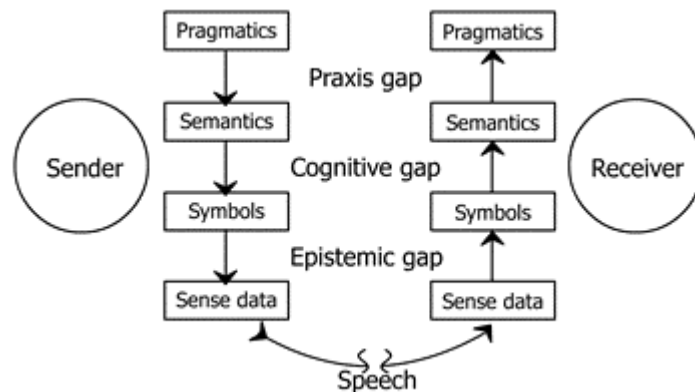 Pragmatics Pragmatics
Praxis gap
Semantics Semantics
Sender Cognitive gap Receiver
Symbols Symbols
Epistemic gap
Sense data Sense data
Speech